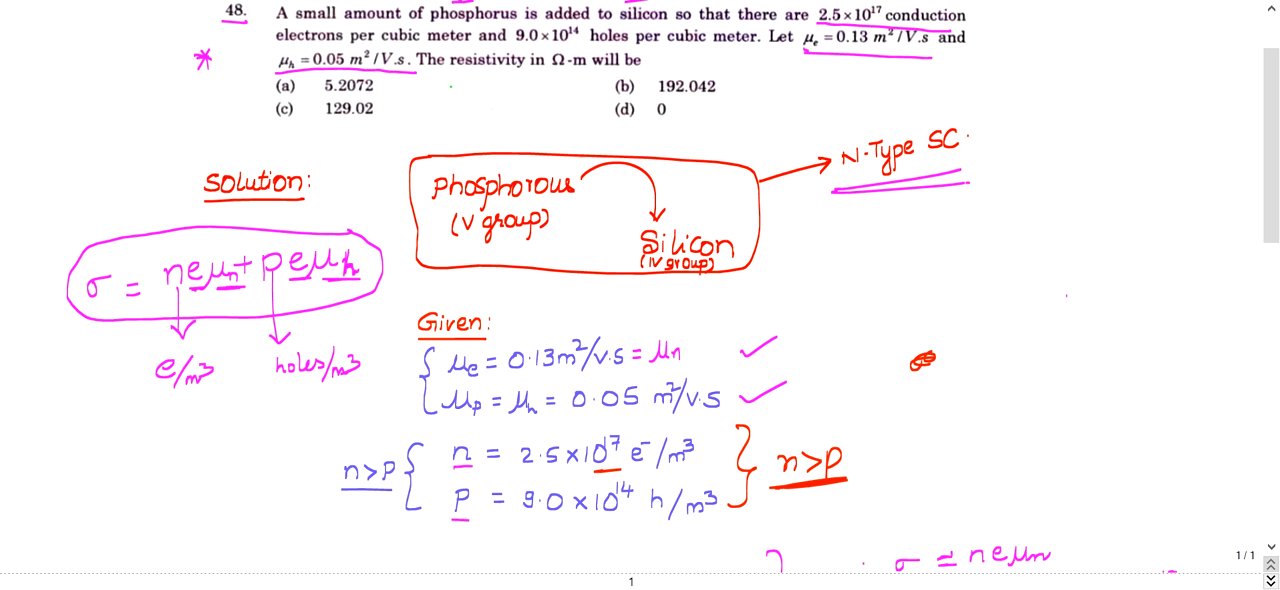 48. A small amount of phosphorus is added to silicon so that there are 2.5×10¹⁷ conduction
electrons per cubic meter and 9.0×10¹⁴ holes per cubic meter. Let μₑ = 0.13 m²/V.s and
* μₕ = 0.05 m²/V.s. The resistivity in Ω-m will be
(a) 5.2072 (b) 192.042
(c) 129.02 (d) 0
Solution:
Phosphorous
(V group)
Silicon
(IV group)
N-Type SC.
σ = neμn + peμh
e/m³ holes/m³
Given:
μe = 0.13m²/v.s = μn
μp = μh = 0.05 m²/v.s
n>p { n = 2.5×10¹⁷ e⁻/m³
p = 9.0×10¹⁴ h/m³ } n>p
σ = neμn
1/1
1